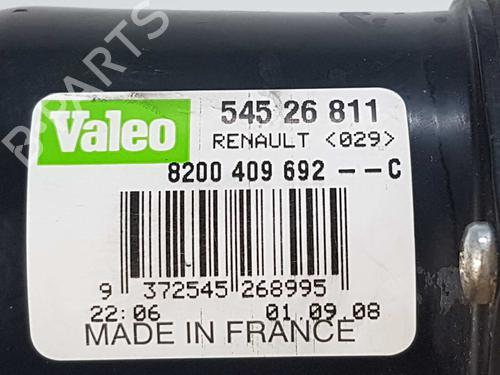 Valeo
545 26 811
RENAULT <029>
8200 409 692 -- C
9 372545 268995
22:06 01.09.08
MADE IN FRANCE
B PARTS